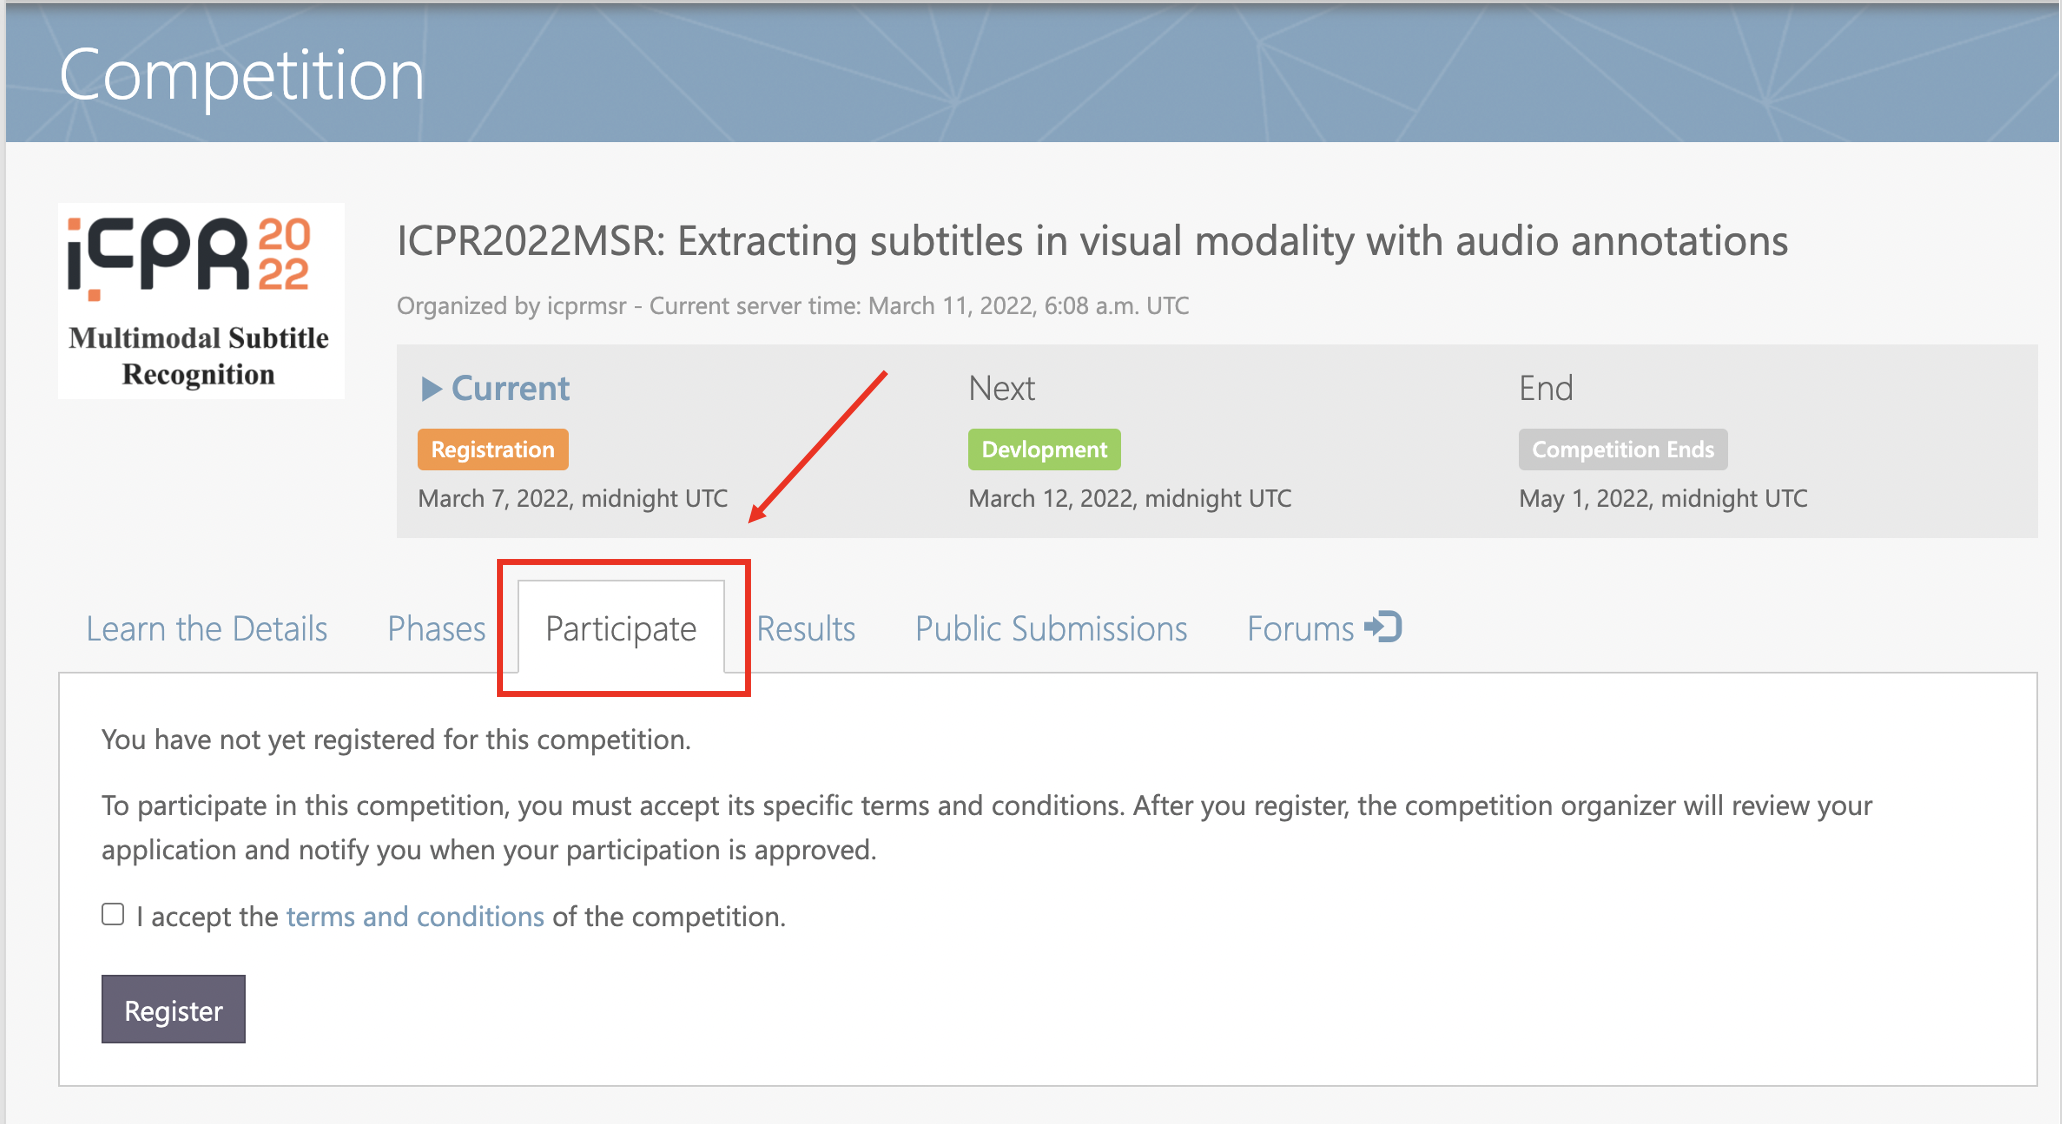 Competition
iCPR 2022
Multimodal Subtitle
Recognition
ICPR2022MSR: Extracting subtitles in visual modality with audio annotations
Organized by icprmsr - Current server time: March 11, 2022, 6:08 a.m. UTC
Current
Registration
March 7, 2022, midnight UTC
Next
Devlopment
March 12, 2022, midnight UTC
End
Competition Ends
May 1, 2022, midnight UTC
Learn the Details Phases Participate Results Public Submissions Forums
You have not yet registered for this competition.
To participate in this competition, you must accept its specific terms and conditions. After you register, the competition organizer will review your
application and notify you when your participation is approved.
I accept the terms and conditions of the competition.
Register